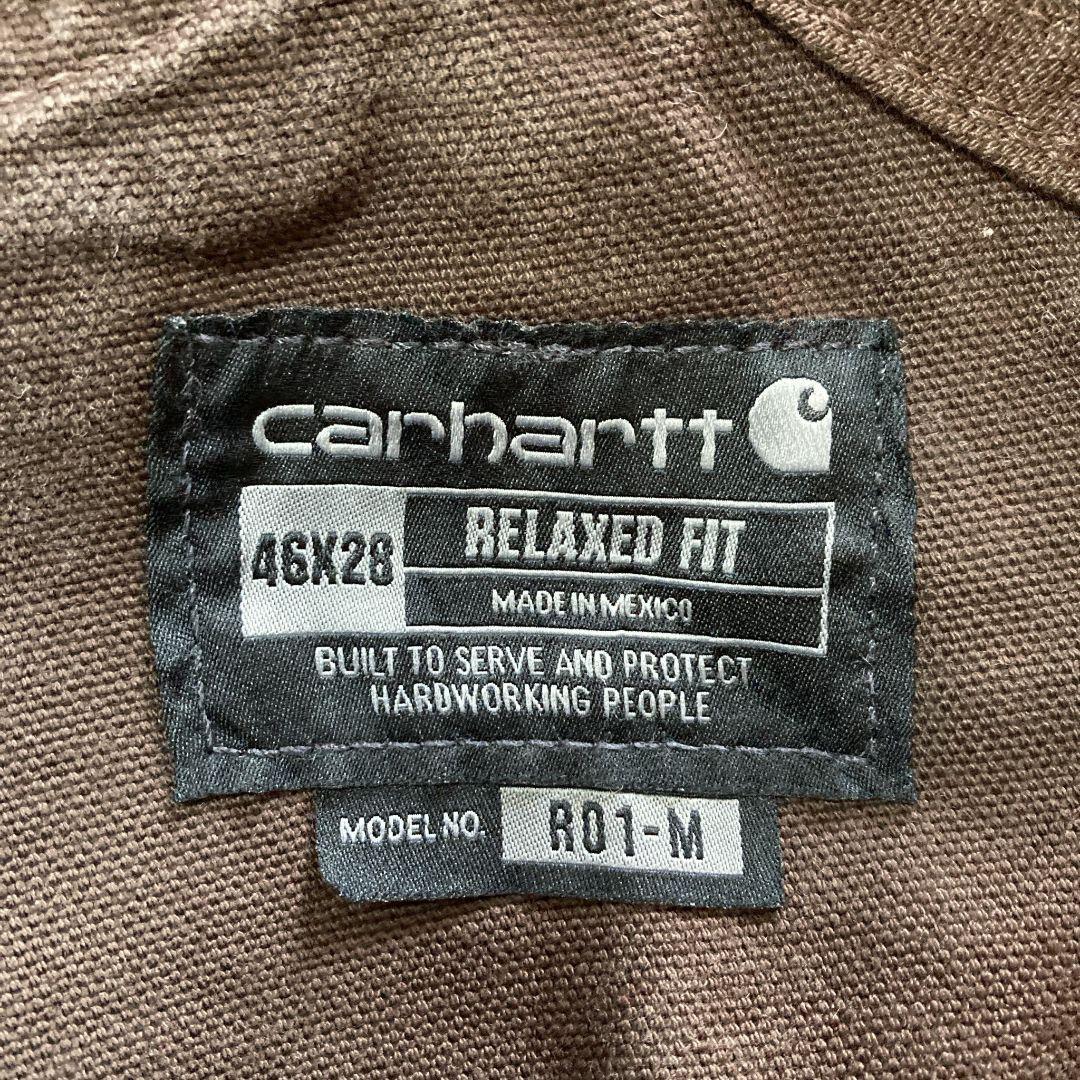 carhartt
46X28
RELAXED FIT
MADE IN MEXICO
BUILT TO SERVE AND PROTECT
HARDWORKING PEOPLE
MODEL NO. R01-M